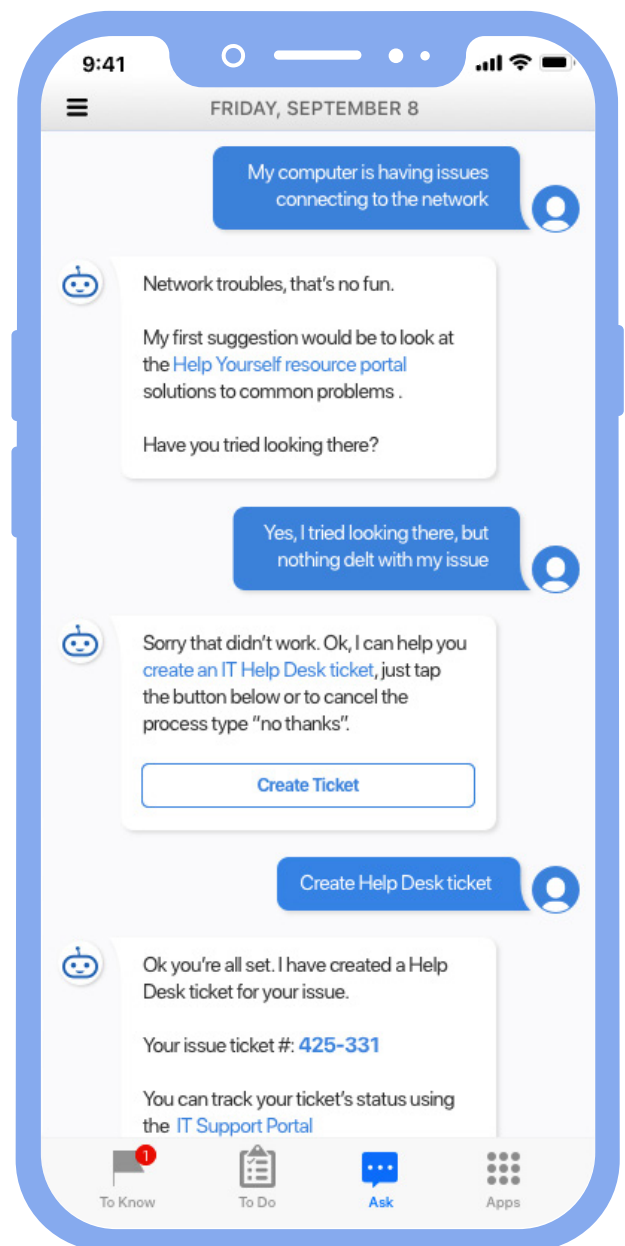 9:41
FRIDAY, SEPTEMBER 8
My computer is having issues
connecting to the network
Network troubles, that's no fun.
My first suggestion would be to look at
the Help Yourself resource portal
solutions to common problems .
Have you tried looking there?
Yes, I tried looking there, but
nothing delt with my issue
Sorry that didn't work. Ok, I can help you
create an IT Help Desk ticket, just tap
the button below or to cancel the
process type "no thanks".
Create Ticket
Create Help Desk ticket
Ok you're all set. I have created a Help
Desk ticket for your issue.
Your issue ticket #: 425-331
You can track your ticket's status using
the IT Support Portal
1
To Know
To Do
Ask
Apps